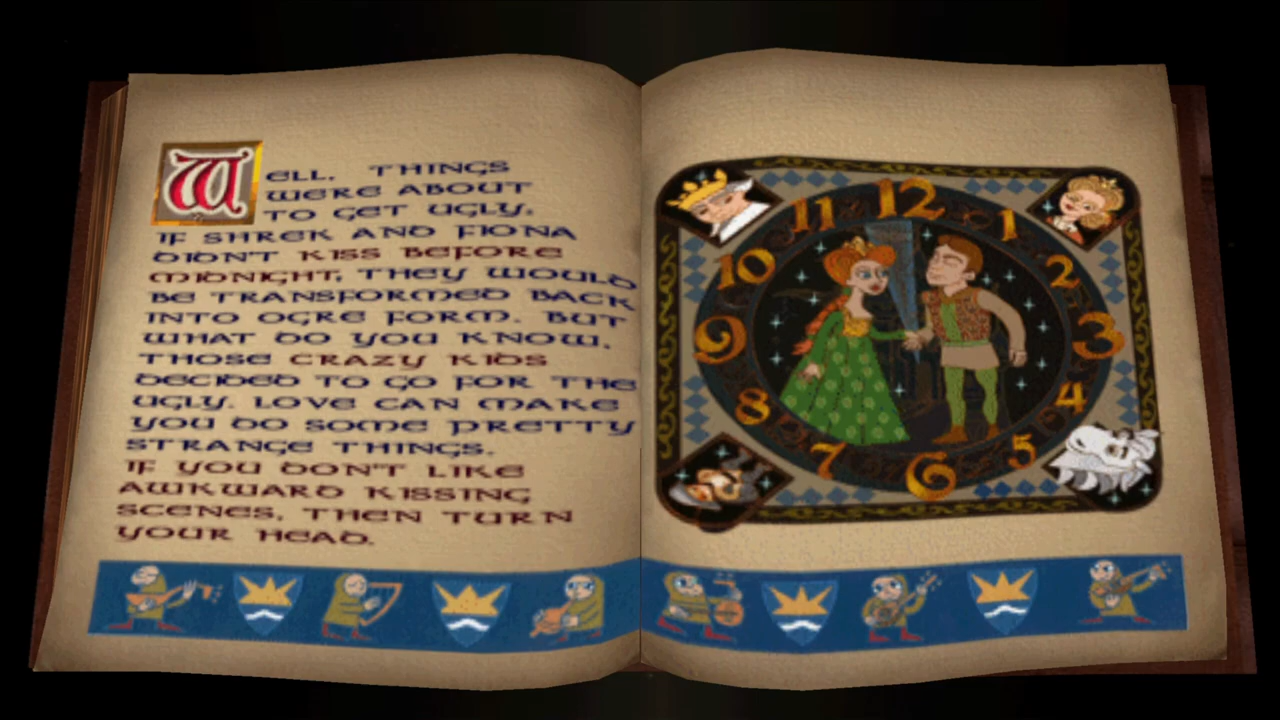 WELL, THINGS
WERE ABOUT
TO GET UGLY.
IF SHREK AND FIONA
DIDN'T KISS BEFORE
MIDNIGHT, THEY WOULD
BE TRANSFORMED BACK
INTO OGRE FORM. BUT
WHAT DO YOU KNOW,
THOSE CRAZY KIDS
DECIDED TO GO FOR THE
UGLY. LOVE CAN MAKE
YOU DO SOME PRETTY
STRANGE THINGS.
IF YOU DON'T LIKE
AWKWARD KISSING
SCENES, THEN TURN
YOUR HEAD.
12
11
1
10
2
9
3
8
4
7
5
6